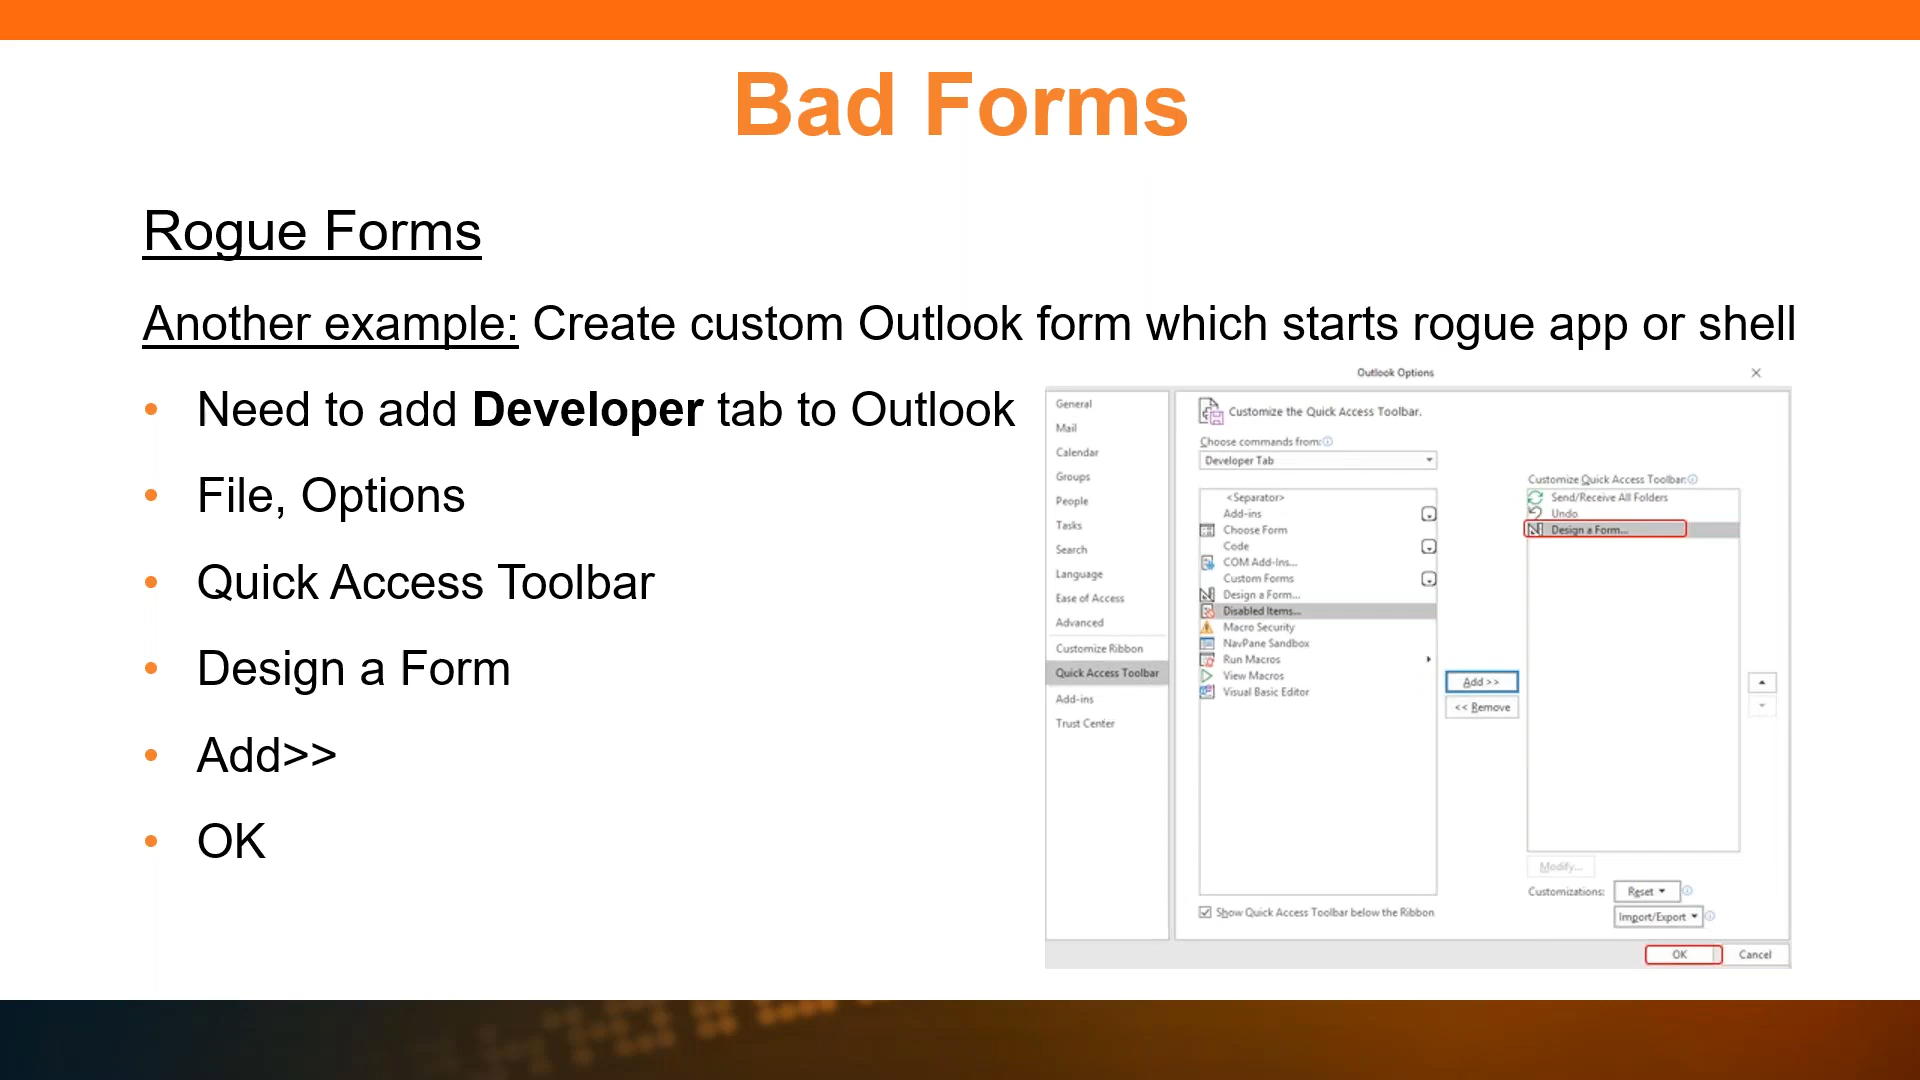 Bad Forms
Rogue Forms
Another example: Create custom Outlook form which starts rogue app or shell
• Need to add Developer tab to Outlook
• File, Options
• Quick Access Toolbar
• Design a Form
• Add>>
• OK
Outlook Options
General
Mail
Calendar
Groups
People
Tasks
Search
Language
Ease of Access
Advanced
Customize Ribbon
Quick Access Toolbar
Add-ins
Trust Center
Customize the Quick Access Toolbar.
Choose commands from:
Developer Tab
<Separator>
Add-ins
Choose Form
Code
COM Add-Ins...
Custom Forms
Design a Form...
Disabled Items...
Macro Security
NavPane Sandbox
Run Macros
View Macros
Visual Basic Editor
Show Quick Access Toolbar below the Ribbon
Add >>
<< Remove
Customize Quick Access Toolbar:
Send/Receive All Folders
Undo
Design a Form...
Modify...
Customizations: Reset
Import/Export
OK
Cancel